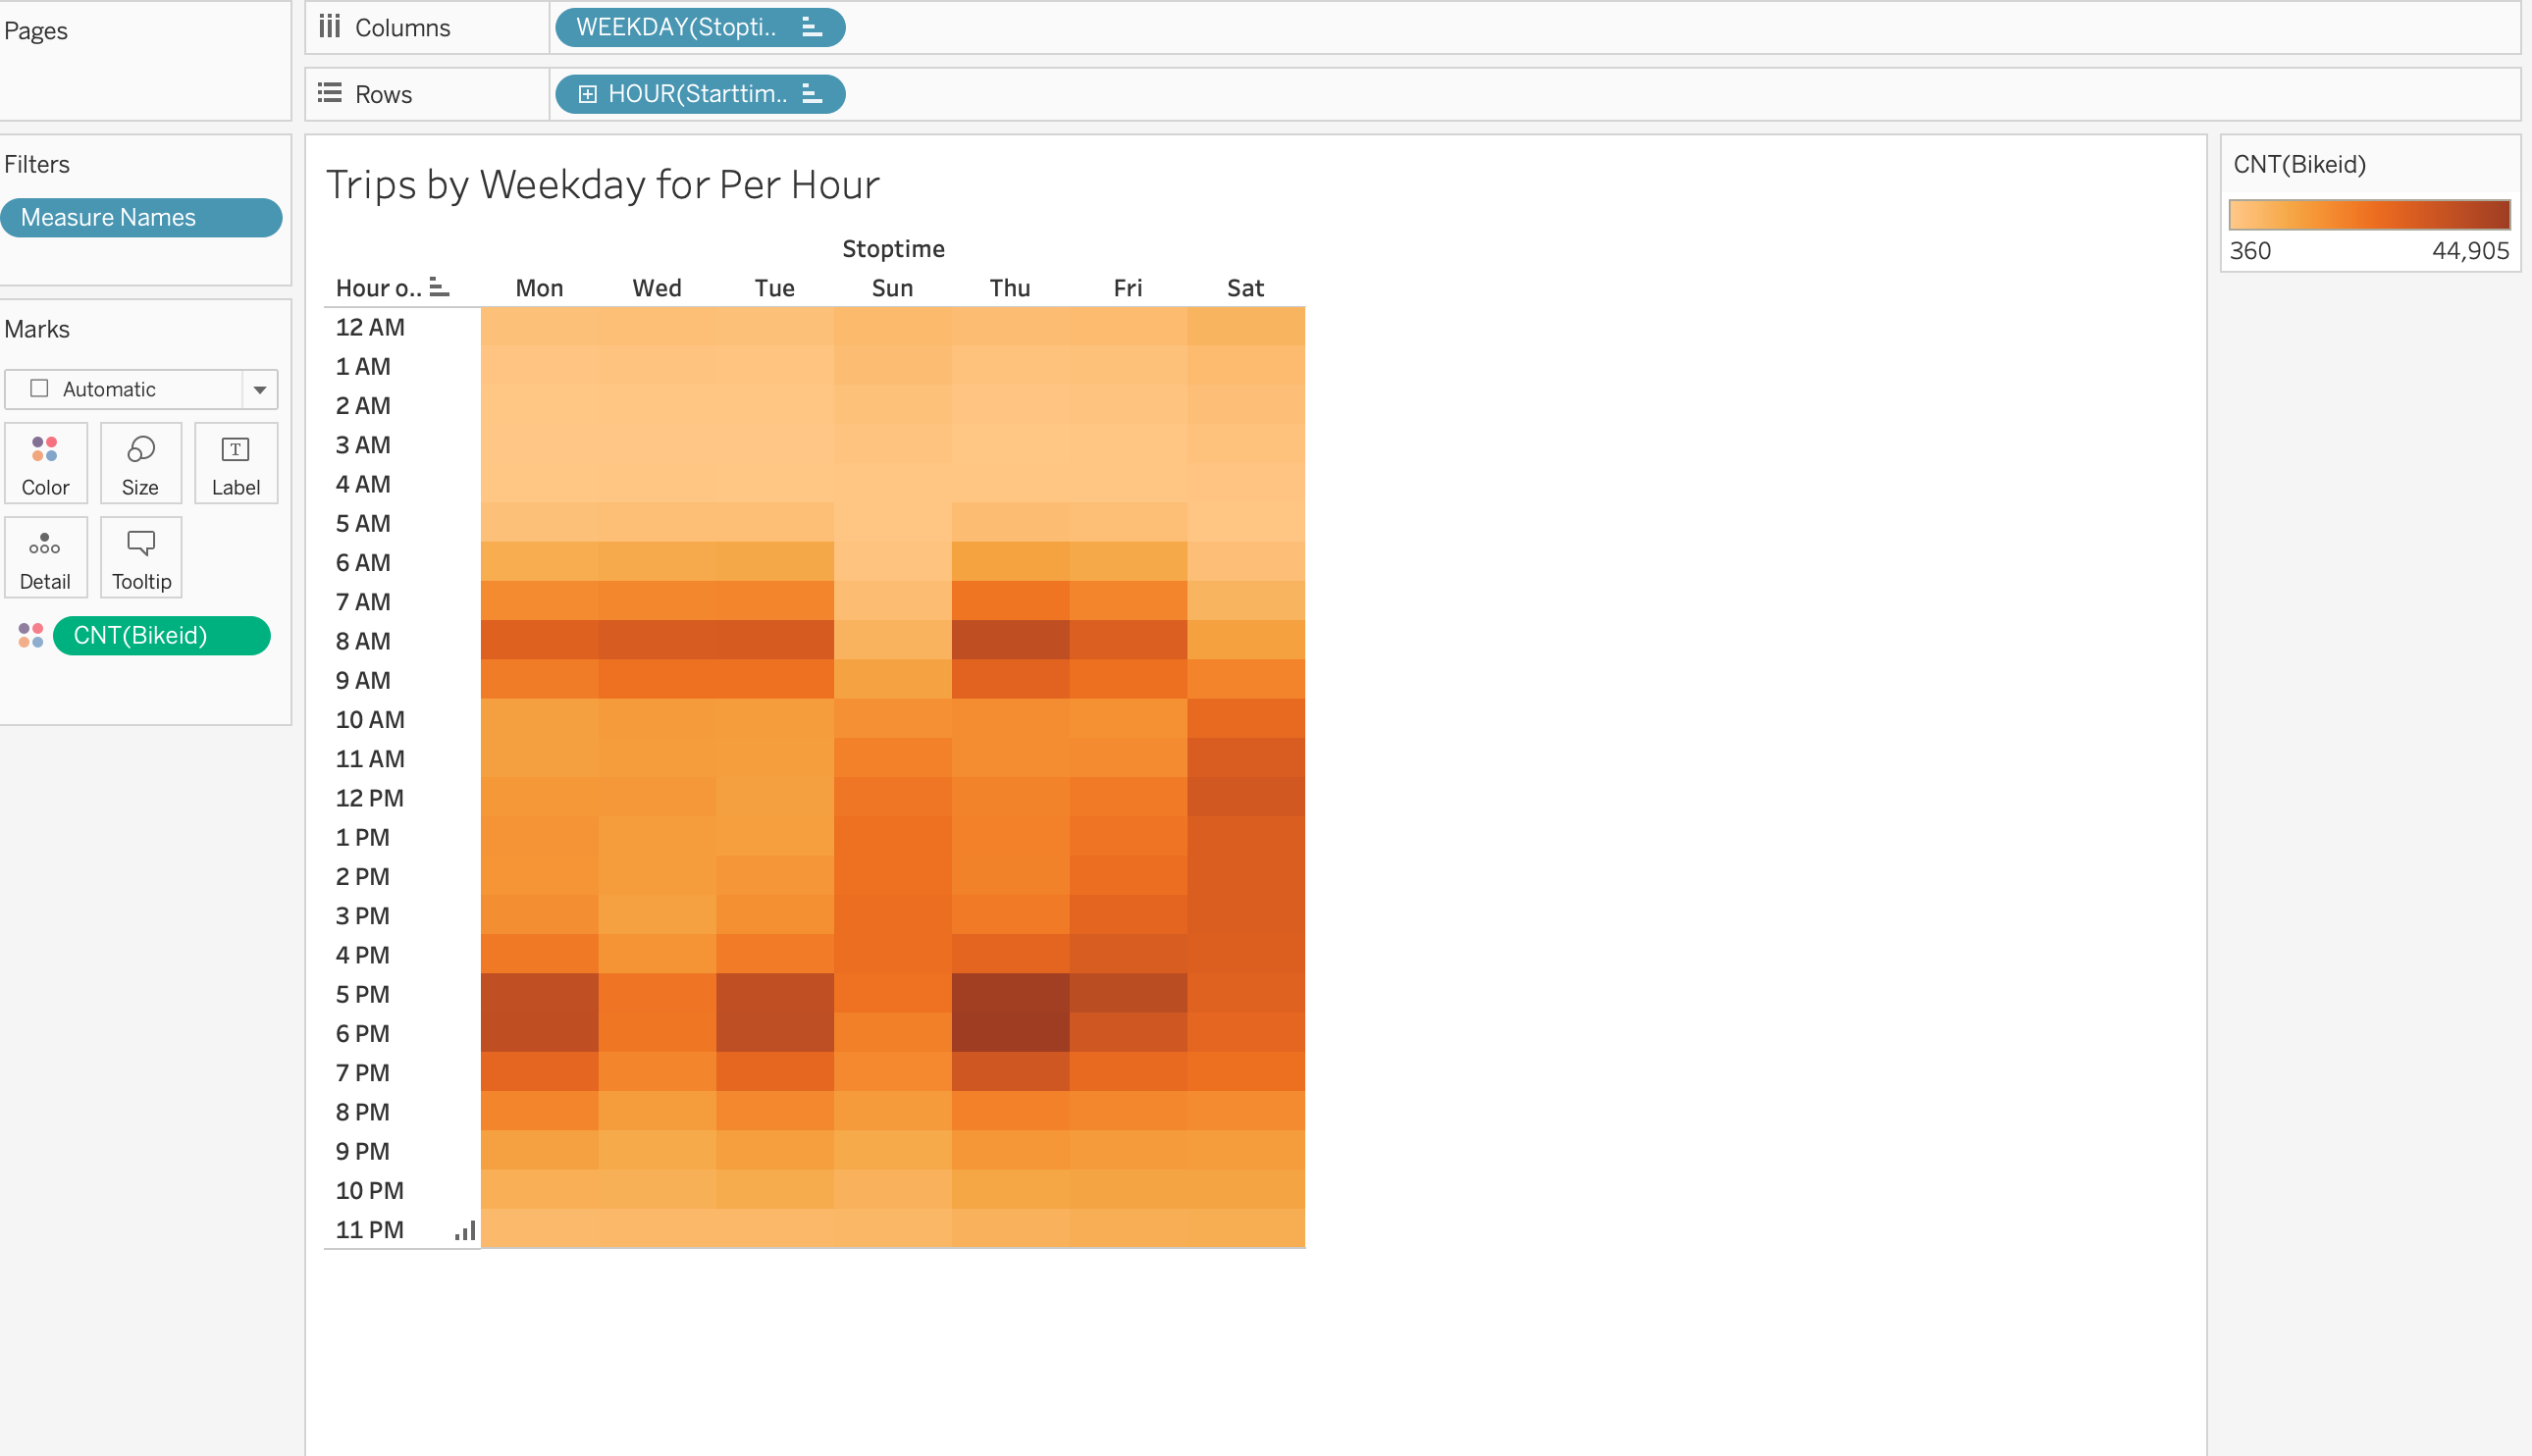 Pages
Columns
WEEKDAY(Stopti..
Rows
HOUR(Starttim..
Filters
Measure Names
Marks
Automatic
Color
Size
T
Label
Detail
Tooltip
CNT(Bikeid)
Trips by Weekday for Per Hour
Stoptime
Hour o.. Mon Wed Tue Sun Thu Fri Sat
12 AM
1 AM
2 AM
3 AM
4 AM
5 AM
6 AM
7 AM
8 AM
9 AM
10 AM
11 AM
12 PM
1 PM
2 PM
3 PM
4 PM
5 PM
6 PM
7 PM
8 PM
9 PM
10 PM
11 PM
CNT(Bikeid)
360 44,905